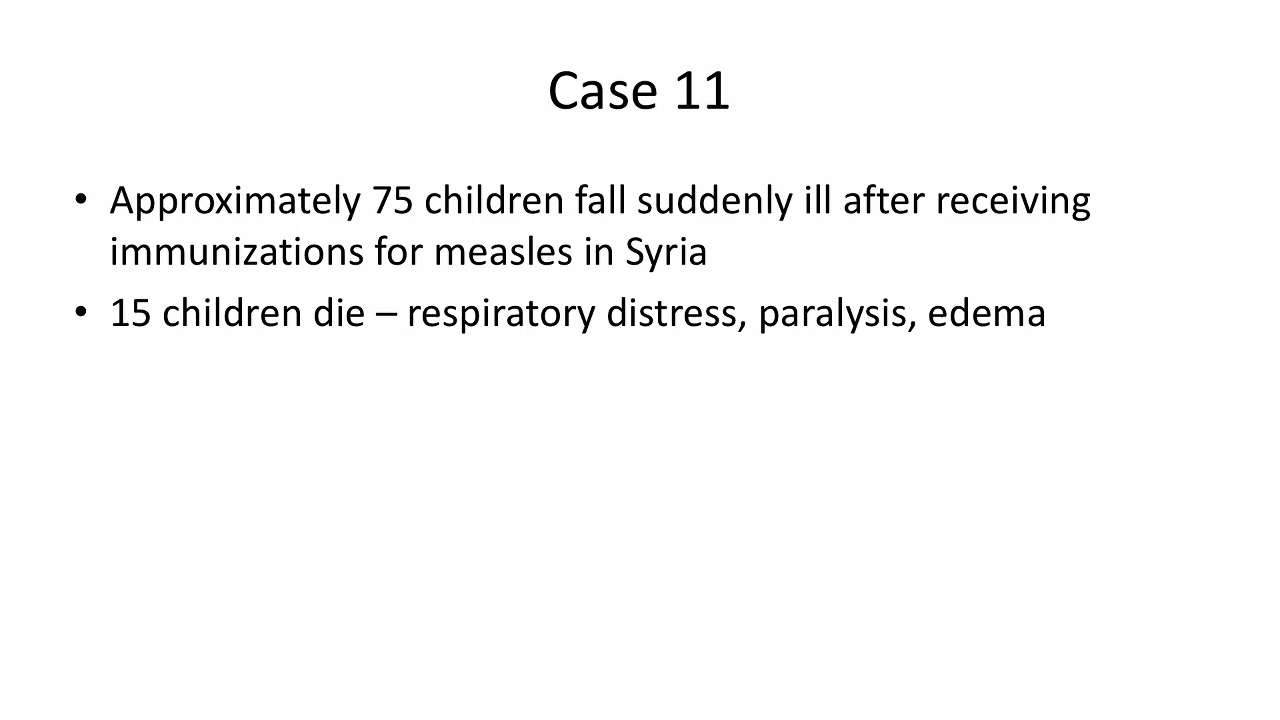 Case 11
• Approximately 75 children fall suddenly ill after receiving
immunizations for measles in Syria
• 15 children die – respiratory distress, paralysis, edema